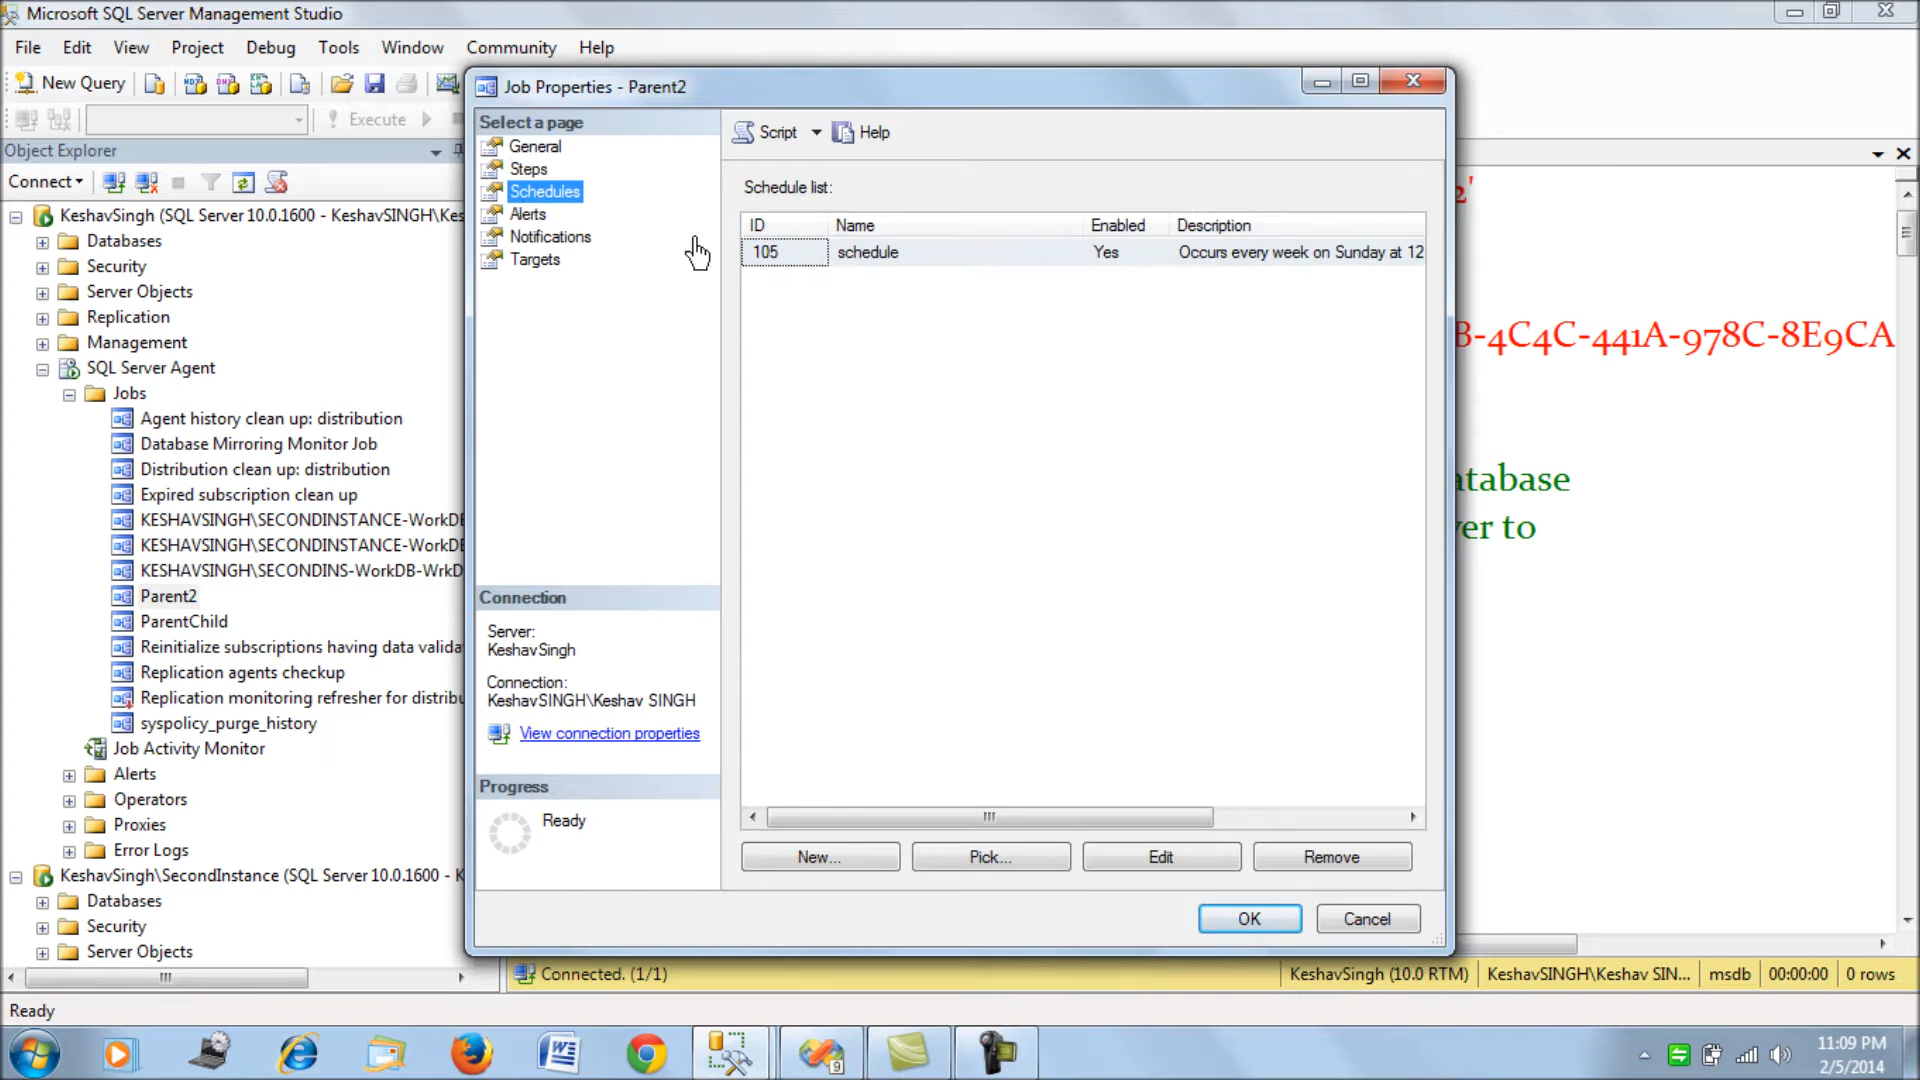 Microsoft SQL Server Management Studio
File Edit View Project Debug Tools Window Community Help
New Query
Execute
Object Explorer
Connect
KeshavSingh (SQL Server 10.0.1600 - KeshavSINGH\Kes
Databases
Security
Server Objects
Replication
Management
SQL Server Agent
Jobs
Agent history clean up: distribution
Database Mirroring Monitor Job
Distribution clean up: distribution
Expired subscription clean up
KESHAVSINGH\SECONDINSTANCE-WorkDB
KESHAVSINGH\SECONDINSTANCE-WorkDB
KESHAVSINGH\SECONDINS-WorkDB-WrkD
Parent2
ParentChild
Reinitialize subscriptions having data valida
Replication agents checkup
Replication monitoring refresher for distribu
syspolicy_purge_history
Job Activity Monitor
Alerts
Operators
Proxies
Error Logs
KeshavSingh\SecondInstance (SQL Server 10.0.1600 - K
Databases
Security
Server Objects
Job Properties - Parent2
Select a page
General
Steps
Schedules
Alerts
Notifications
Targets
Connection
Server:
KeshavSingh
Connection:
KeshavSINGH\Keshav SINGH
View connection properties
Progress
Ready
Script Help
Schedule list:
ID Name Enabled Description
105 schedule Yes Occurs every week on Sunday at 12
New... Pick... Edit Remove
OK Cancel
2'
B-4C4C-441A-978C-8E9CA
atabase
ver to
Connected. (1/1) KeshavSingh (10.0 RTM) KeshavSINGH\Keshav SIN... msdb 00:00:00 0 rows
Ready
9
11:09 PM
2/5/2014